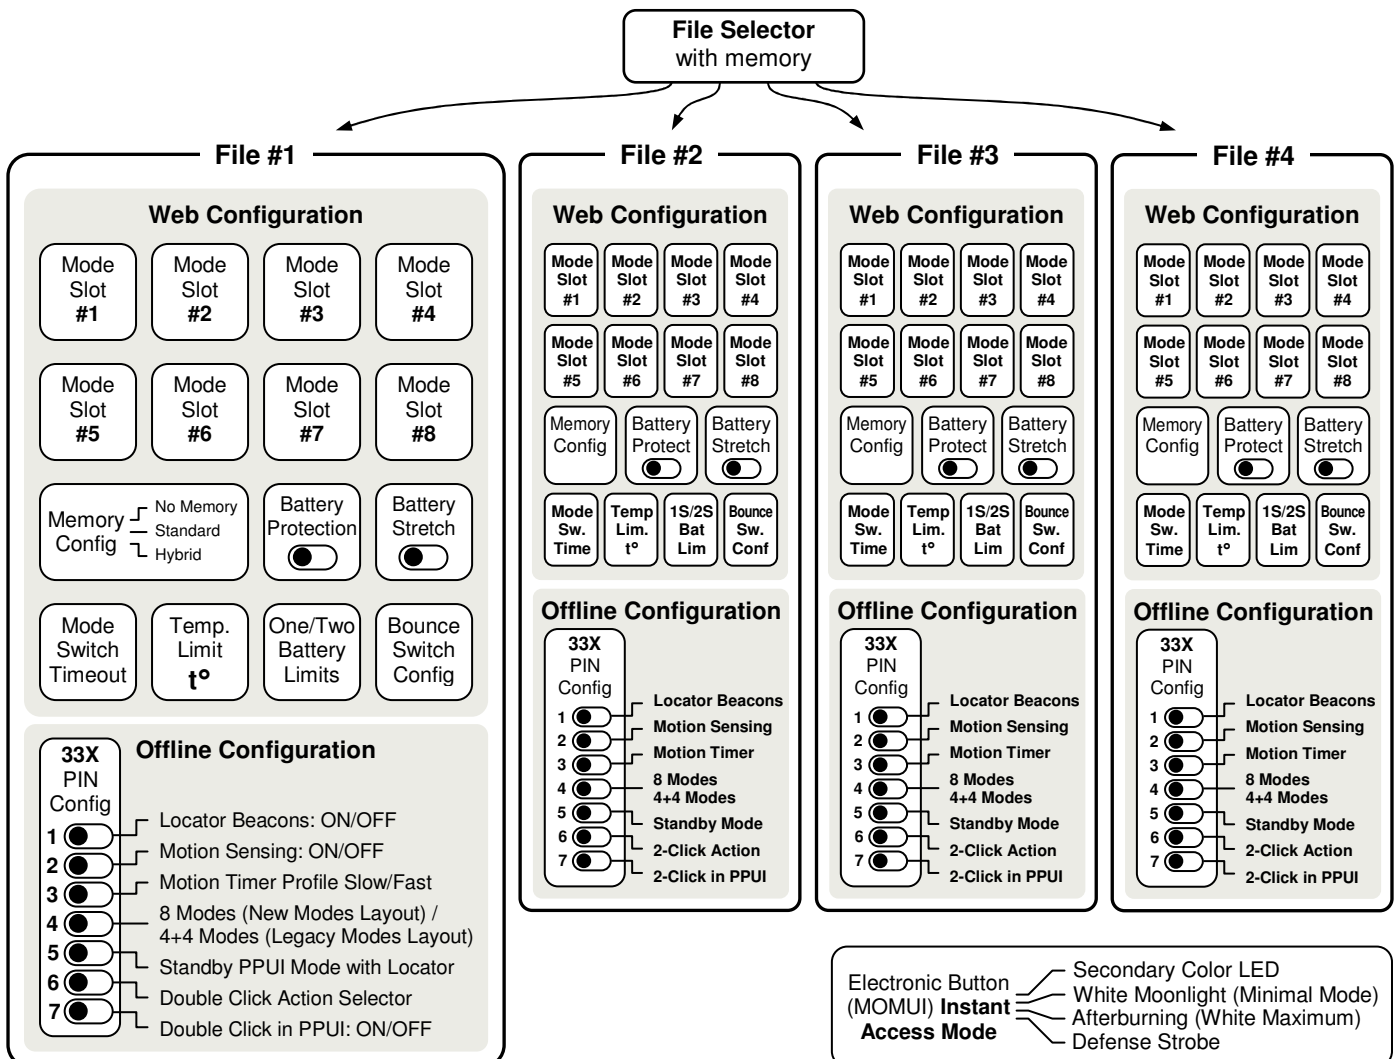 File Selector
with memory
File #1
Web Configuration
Mode Slot #1
Mode Slot #2
Mode Slot #3
Mode Slot #4
Mode Slot #5
Mode Slot #6
Mode Slot #7
Mode Slot #8
Memory Config
No Memory
Standard
Hybrid
Battery Protection
Battery Stretch
Mode Switch Timeout
Temp. Limit t°
One/Two Battery Limits
Bounce Switch Config
Offline Configuration
33X PIN Config
1 Locator Beacons: ON/OFF
2 Motion Sensing: ON/OFF
3 Motion Timer Profile Slow/Fast
4 8 Modes (New Modes Layout) /
4+4 Modes (Legacy Modes Layout)
5 Standby PPUI Mode with Locator
6 Double Click Action Selector
7 Double Click in PPUI: ON/OFF
File #2
Web Configuration
Mode Slot #1
Mode Slot #2
Mode Slot #3
Mode Slot #4
Mode Slot #5
Mode Slot #6
Mode Slot #7
Mode Slot #8
Memory Config
Battery Protect
Battery Stretch
Mode Sw. Time
Temp Lim. t°
1S/2S Bat Lim
Bounce Sw. Conf
Offline Configuration
33X PIN Config
1 Locator Beacons
2 Motion Sensing
3 Motion Timer
4 8 Modes
4+4 Modes
5 Standby Mode
6 2-Click Action
7 2-Click in PPUI
File #3
Web Configuration
Mode Slot #1
Mode Slot #2
Mode Slot #3
Mode Slot #4
Mode Slot #5
Mode Slot #6
Mode Slot #7
Mode Slot #8
Memory Config
Battery Protect
Battery Stretch
Mode Sw. Time
Temp Lim. t°
1S/2S Bat Lim
Bounce Sw. Conf
Offline Configuration
33X PIN Config
1 Locator Beacons
2 Motion Sensing
3 Motion Timer
4 8 Modes
4+4 Modes
5 Standby Mode
6 2-Click Action
7 2-Click in PPUI
File #4
Web Configuration
Mode Slot #1
Mode Slot #2
Mode Slot #3
Mode Slot #4
Mode Slot #5
Mode Slot #6
Mode Slot #7
Mode Slot #8
Memory Config
Battery Protect
Battery Stretch
Mode Sw. Time
Temp Lim. t°
1S/2S Bat Lim
Bounce Sw. Conf
Offline Configuration
33X PIN Config
1 Locator Beacons
2 Motion Sensing
3 Motion Timer
4 8 Modes
4+4 Modes
5 Standby Mode
6 2-Click Action
7 2-Click in PPUI
Electronic Button
(MOMUI) Instant
Access Mode
Secondary Color LED
White Moonlight (Minimal Mode)
Afterburning (White Maximum)
Defense Strobe